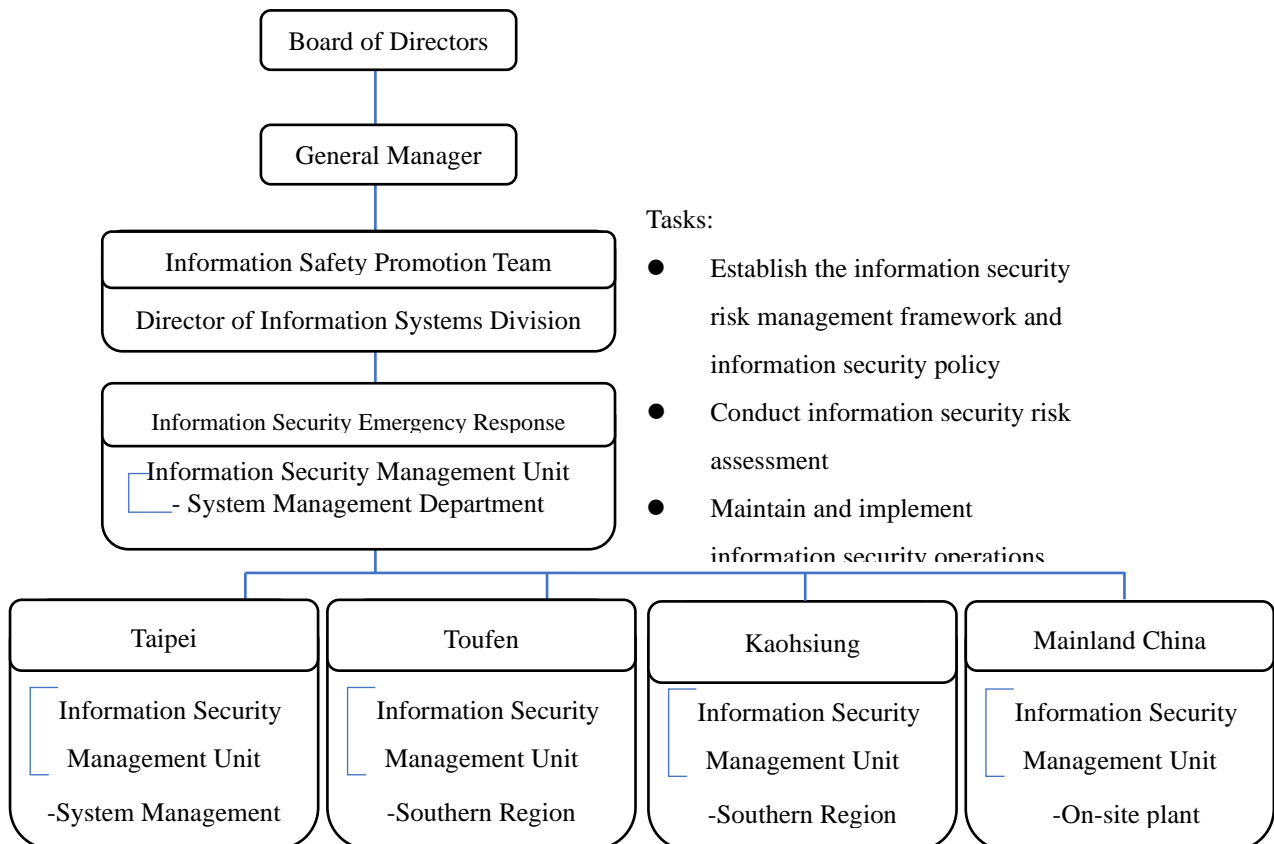 Board of Directors
General Manager
Information Safety Promotion Team
Director of Information Systems Division
Information Security Emergency Response
Information Security Management Unit
- System Management Department
Tasks:
● Establish the information security
risk management framework and
information security policy
● Conduct information security risk
assessment
● Maintain and implement
information security operations
Taipei
Information Security
Management Unit
-System Management
Toufen
Information Security
Management Unit
-Southern Region
Kaohsiung
Information Security
Management Unit
-Southern Region
Mainland China
Information Security
Management Unit
-On-site plant